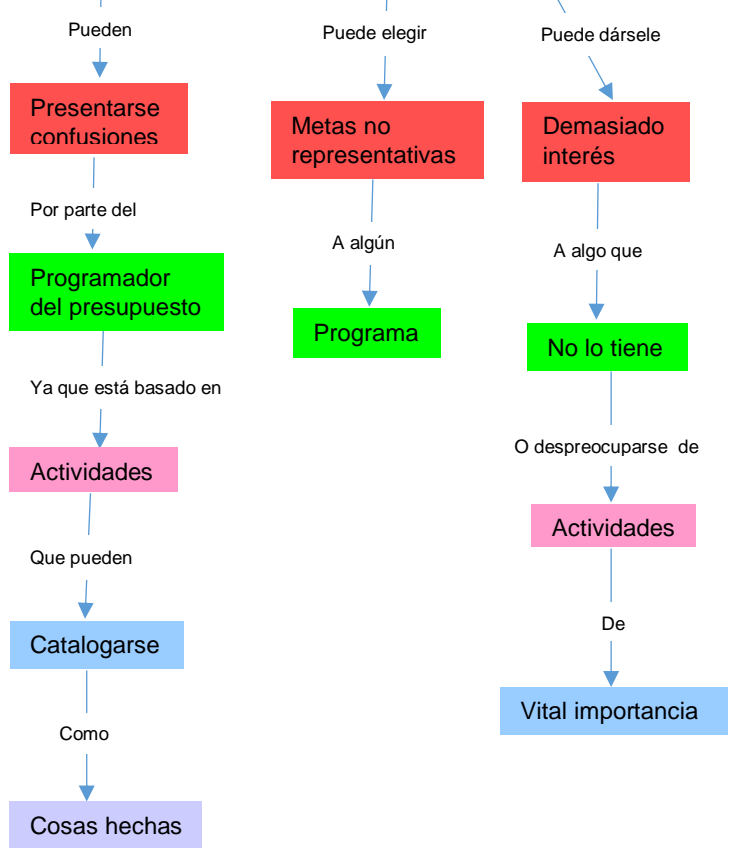 Pueden
Presentarse
confusiones
Por parte del
Programador
del presupuesto
Ya que está basado en
Actividades
Que pueden
Catalogarse
Como
Cosas hechas
Puede elegir
Metas no
representativas
A algún
Programa
Puede dársele
Demasiado
interés
A algo que
No lo tiene
O despreocuparse de
Actividades
De
Vital importancia